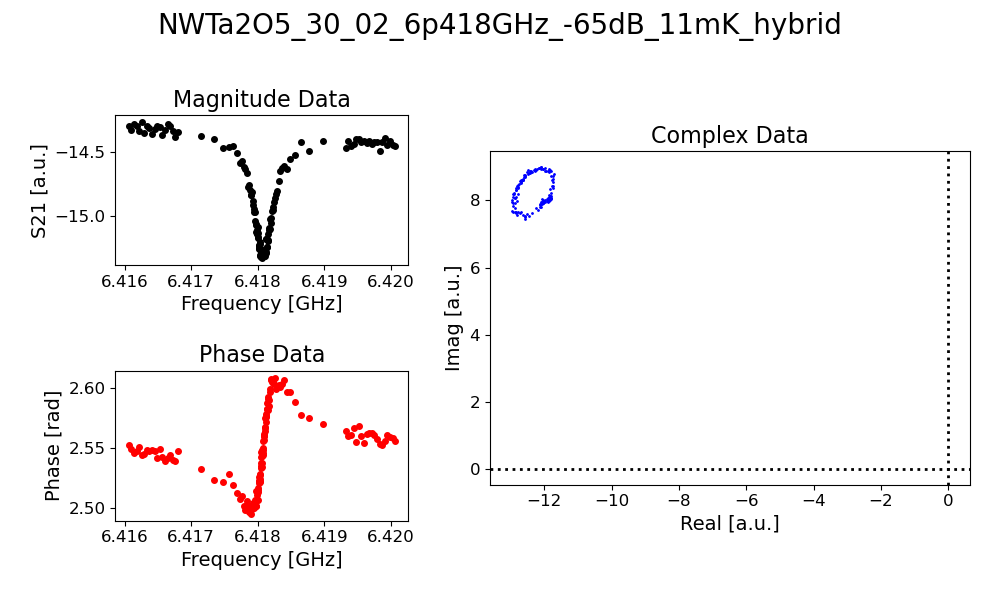 NWTa2O5_30_02_6p418GHz_-65dB_11mK_hybrid
Magnitude Data
S21 [a.u.]
−14.5
−15.0
6.416 6.417 6.418 6.419 6.420
Frequency [GHz]
Phase Data
Phase [rad]
2.60
2.55
2.50
6.416 6.417 6.418 6.419 6.420
Frequency [GHz]
Complex Data
Imag [a.u.]
8
6
4
2
0
−12 −10 −8 −6 −4 −2 0
Real [a.u.]